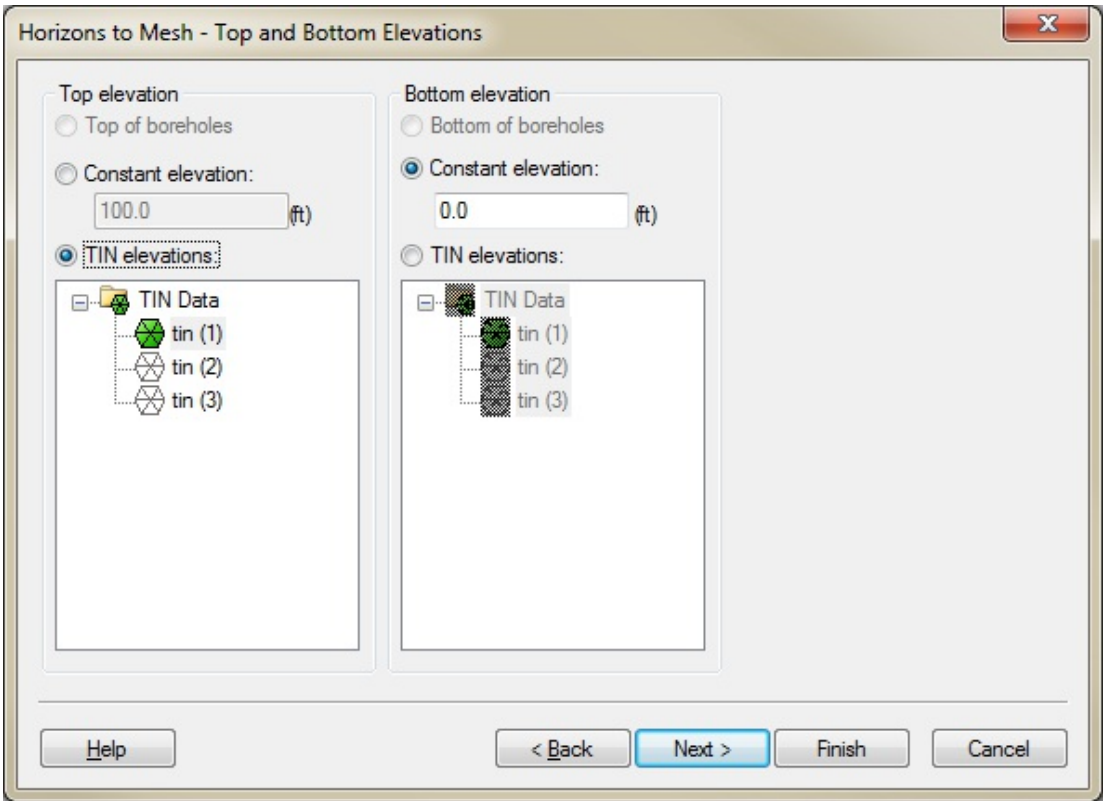 Horizons to Mesh - Top and Bottom Elevations
Top elevation
Top of boreholes
Constant elevation:
100.0 (ft)
TIN elevations:
TIN Data
tin (1)
tin (2)
tin (3)
Bottom elevation
Bottom of boreholes
Constant elevation:
0.0 (ft)
TIN elevations:
TIN Data
tin (1)
tin (2)
tin (3)
Help
< Back
Next >
Finish
Cancel